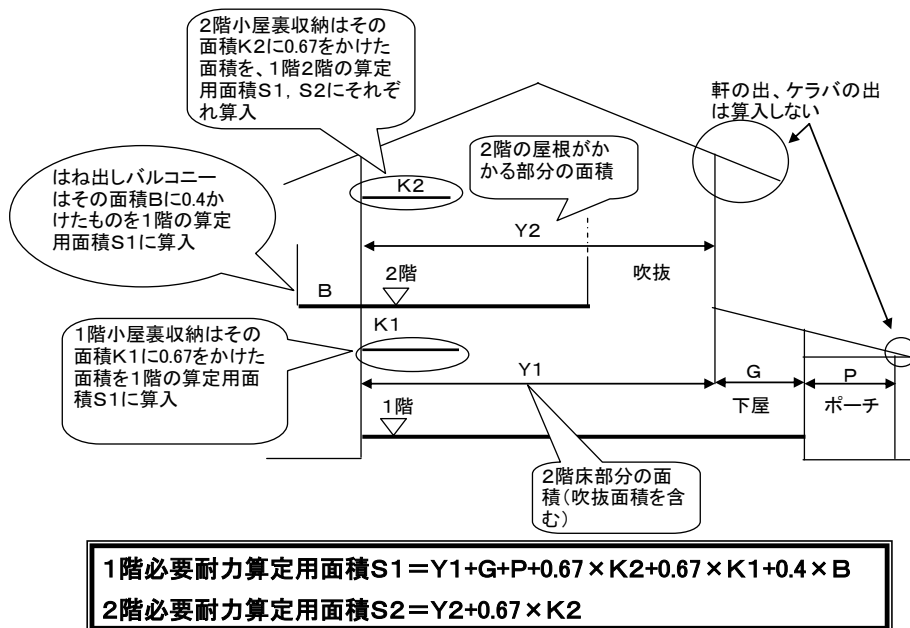 2階小屋裏収納はその
面積K2に0.67をかけた
面積を、1階2階の算定
用面積S1，S2にそれぞ
れ算入
軒の出、ケラバの出
は算入しない
2階の屋根がか
かる部分の面積
はね出しバルコニー
はその面積Bに0.4か
けたものを1階の算定
用面積S1に算入
K2
Y2
吹抜
B
2階
K1
1階小屋裏収納はその
面積K1に0.67をかけた
面積を1階の算定用面
積S1に算入
Y1
G
P
下屋
ポーチ
1階
2階床部分の面
積（吹抜面積を含
む）
1階必要耐力算定用面積S1＝Y1+G+P+0.67×K2+0.67×K1+0.4×B
2階必要耐力算定用面積S2＝Y2+0.67×K2